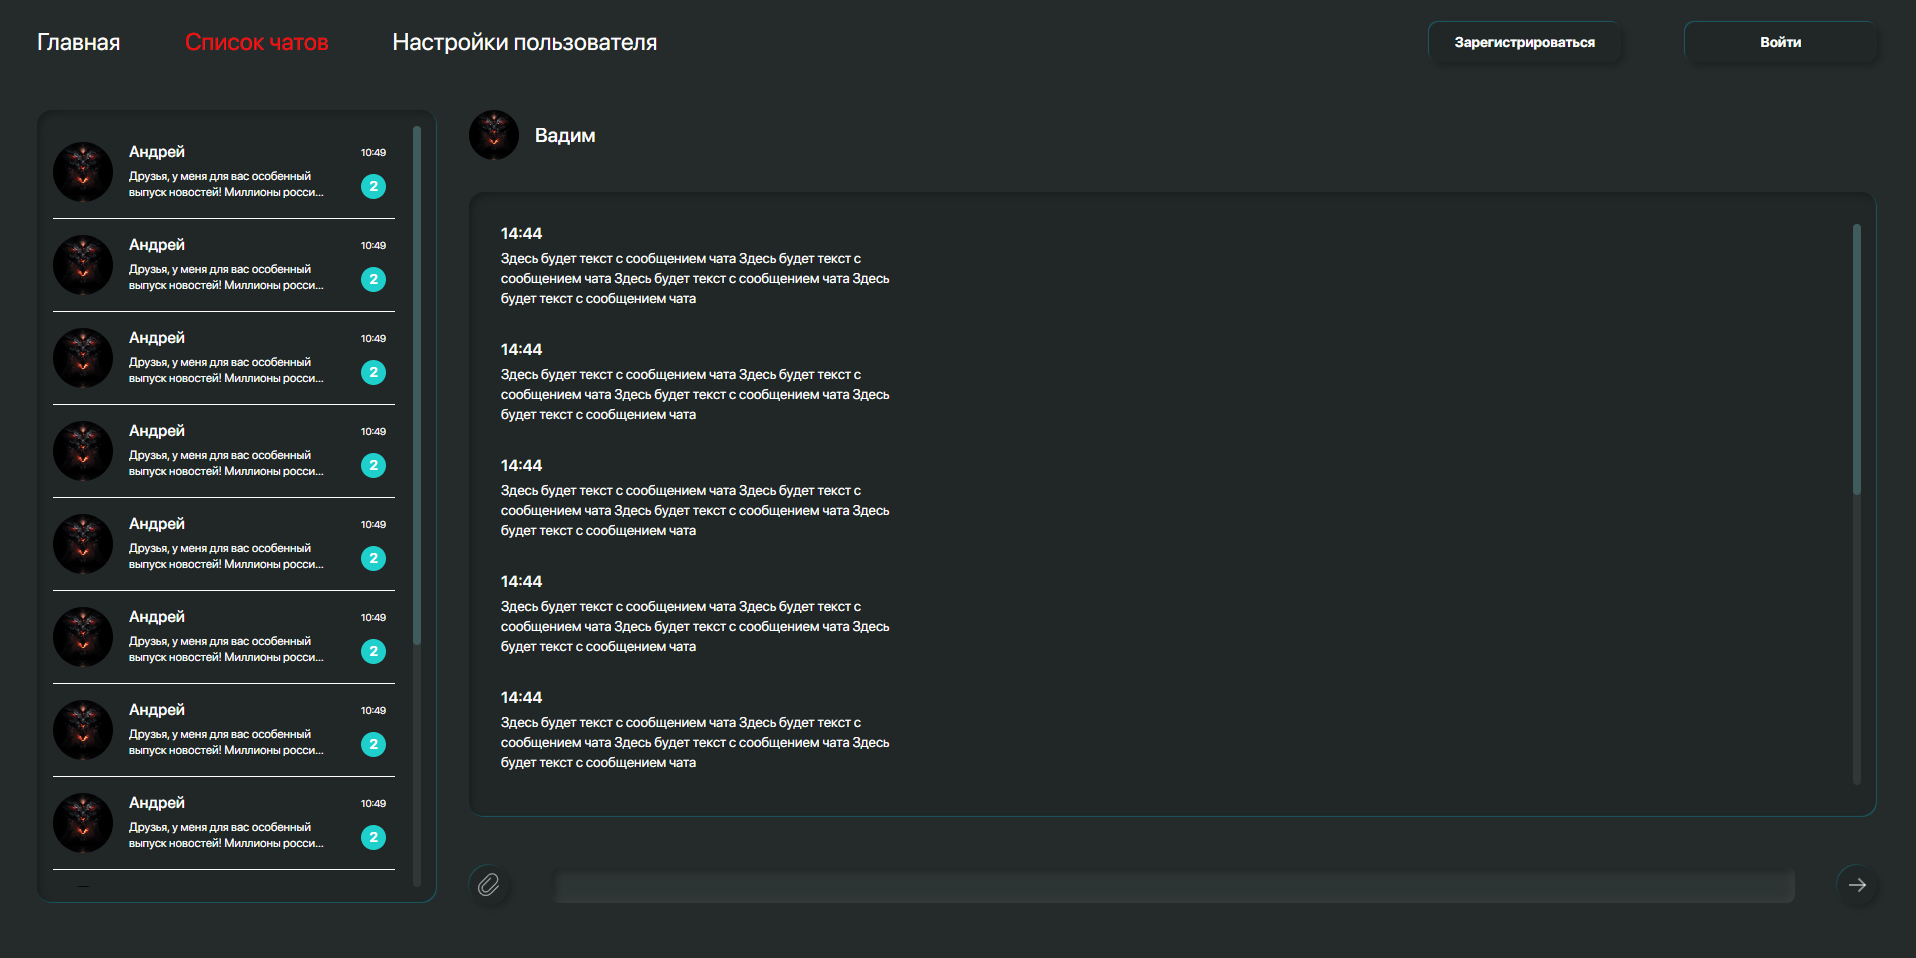 Главная
Список чатов
Настройки пользователя
Зарегистрироваться
Войти
Андрей
10:49
Друзья, у меня для вас особенный
выпуск новостей! Миллионы росси...
2
Андрей
10:49
Друзья, у меня для вас особенный
выпуск новостей! Миллионы росси...
2
Андрей
10:49
Друзья, у меня для вас особенный
выпуск новостей! Миллионы росси...
2
Андрей
10:49
Друзья, у меня для вас особенный
выпуск новостей! Миллионы росси...
2
Андрей
10:49
Друзья, у меня для вас особенный
выпуск новостей! Миллионы росси...
2
Андрей
10:49
Друзья, у меня для вас особенный
выпуск новостей! Миллионы росси...
2
Андрей
10:49
Друзья, у меня для вас особенный
выпуск новостей! Миллионы росси...
2
Андрей
10:49
Друзья, у меня для вас особенный
выпуск новостей! Миллионы росси...
2
Вадим
14:44
Здесь будет текст с сообщением чата Здесь будет текст с
сообщением чата Здесь будет текст с сообщением чата Здесь
будет текст с сообщением чата
14:44
Здесь будет текст с сообщением чата Здесь будет текст с
сообщением чата Здесь будет текст с сообщением чата Здесь
будет текст с сообщением чата
14:44
Здесь будет текст с сообщением чата Здесь будет текст с
сообщением чата Здесь будет текст с сообщением чата Здесь
будет текст с сообщением чата
14:44
Здесь будет текст с сообщением чата Здесь будет текст с
сообщением чата Здесь будет текст с сообщением чата Здесь
будет текст с сообщением чата
14:44
Здесь будет текст с сообщением чата Здесь будет текст с
сообщением чата Здесь будет текст с сообщением чата Здесь
будет текст с сообщением чата